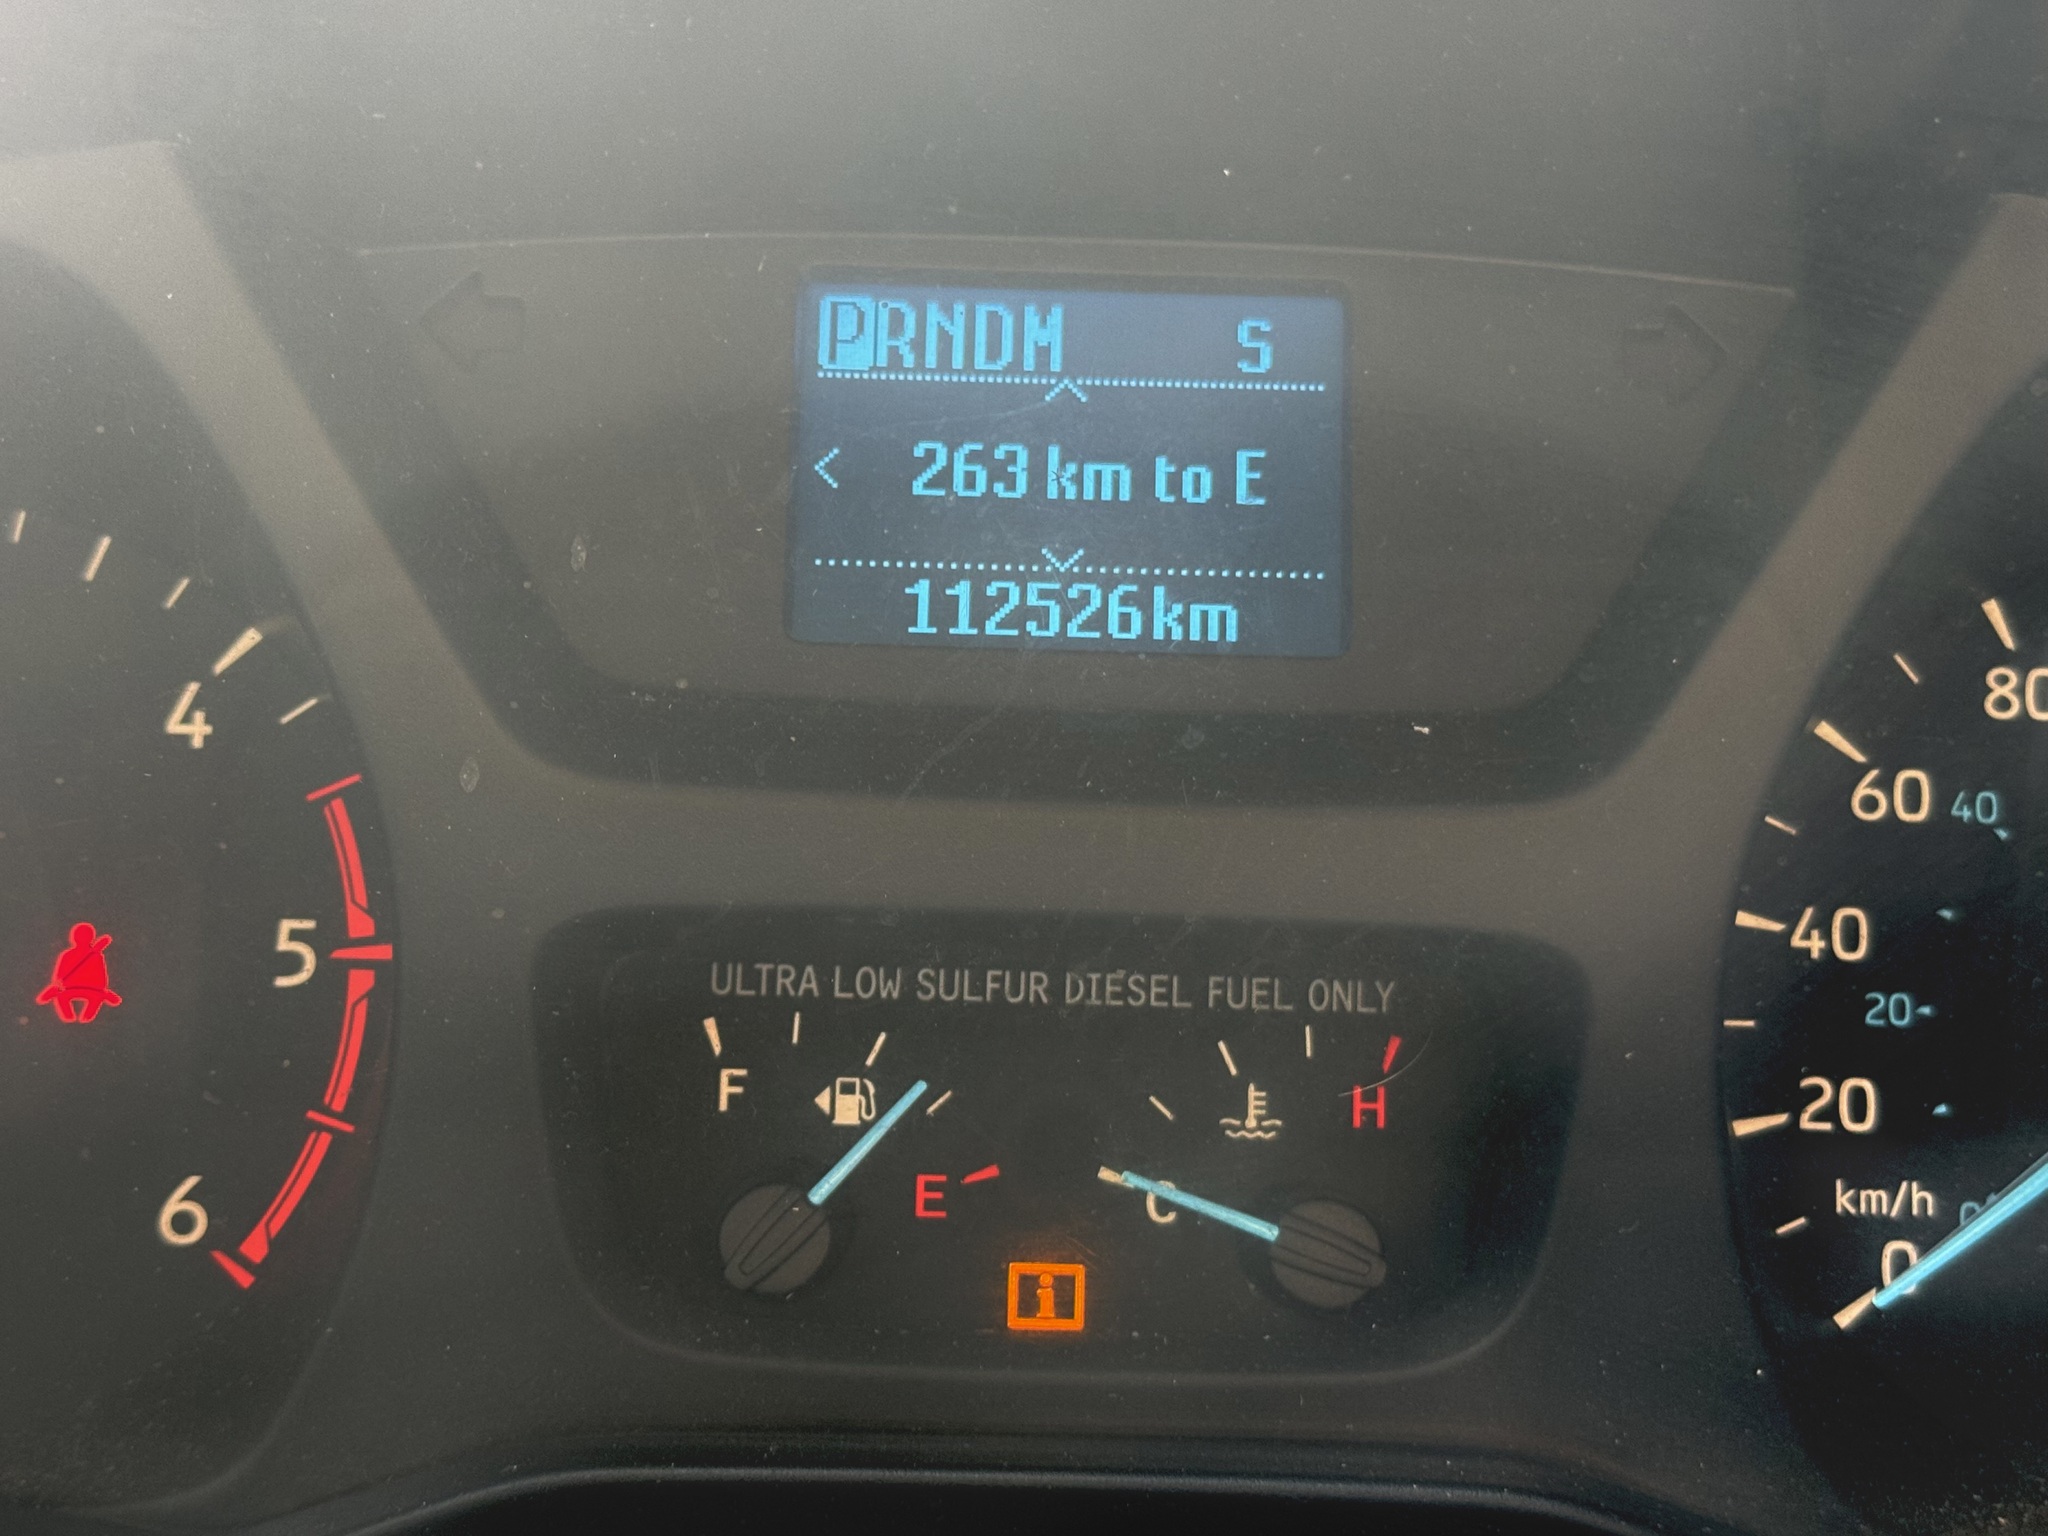 PRNDM S
263 km to E
112526 km
4
5
6
ULTRA LOW SULFUR DIESEL FUEL ONLY
F
E
C
H
i
80
60 40
40
20
20
km/h 0
0